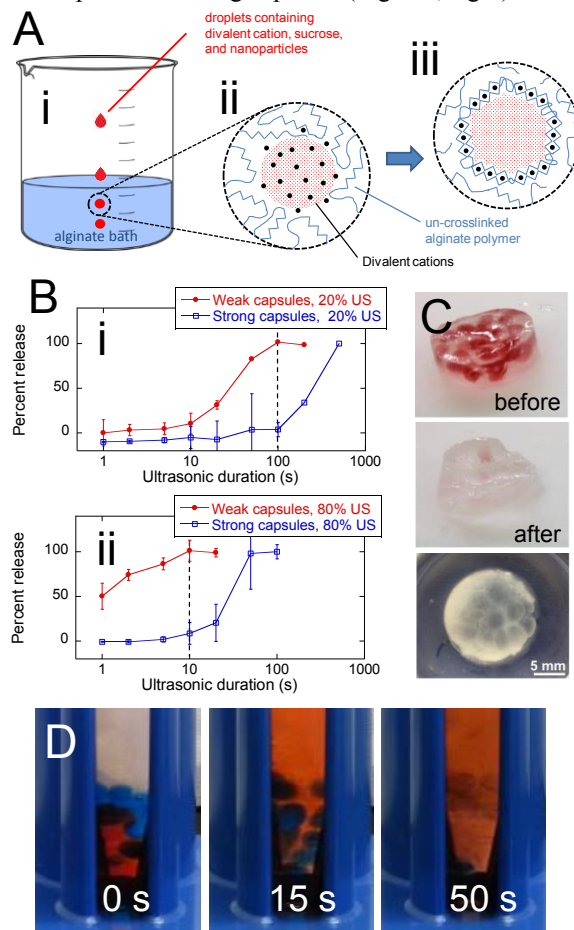 droplets containing
divalent cation, sucrose,
and nanoparticles
A
i
ii
iii
alginate bath
un-crosslinked
alginate polymer
Divalent cations
B
Weak capsules, 20% US
Strong capsules, 20% US
i
Percent release
100
50
0
1
10
100
1000
Ultrasonic duration (s)
Weak capsules, 80% US
Strong capsules, 80% US
ii
Percent release
100
50
0
1
10
100
1000
Ultrasonic duration (s)
C
before
after
5 mm
D
0 s
15 s
50 s